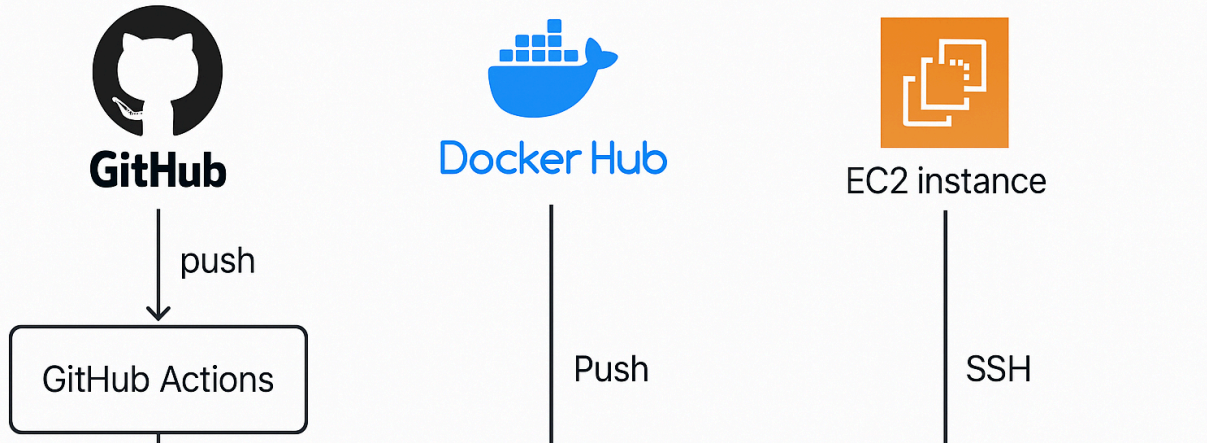 GitHub
Docker Hub
EC2 instance
push
GitHub Actions
Push
SSH